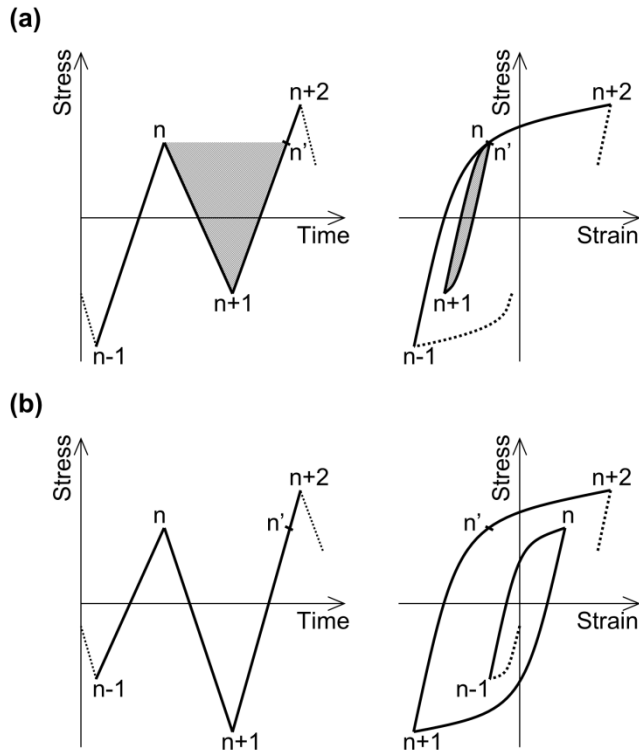 (a)
Stress
n
n+2
n'
Time
n+1
n-1
Stress
n+2
n
n'
Strain
n+1
n-1
(b)
Stress
n
n+2
n'
Time
n-1
n+1
Stress
n+2
n'
n
Strain
n-1
n+1